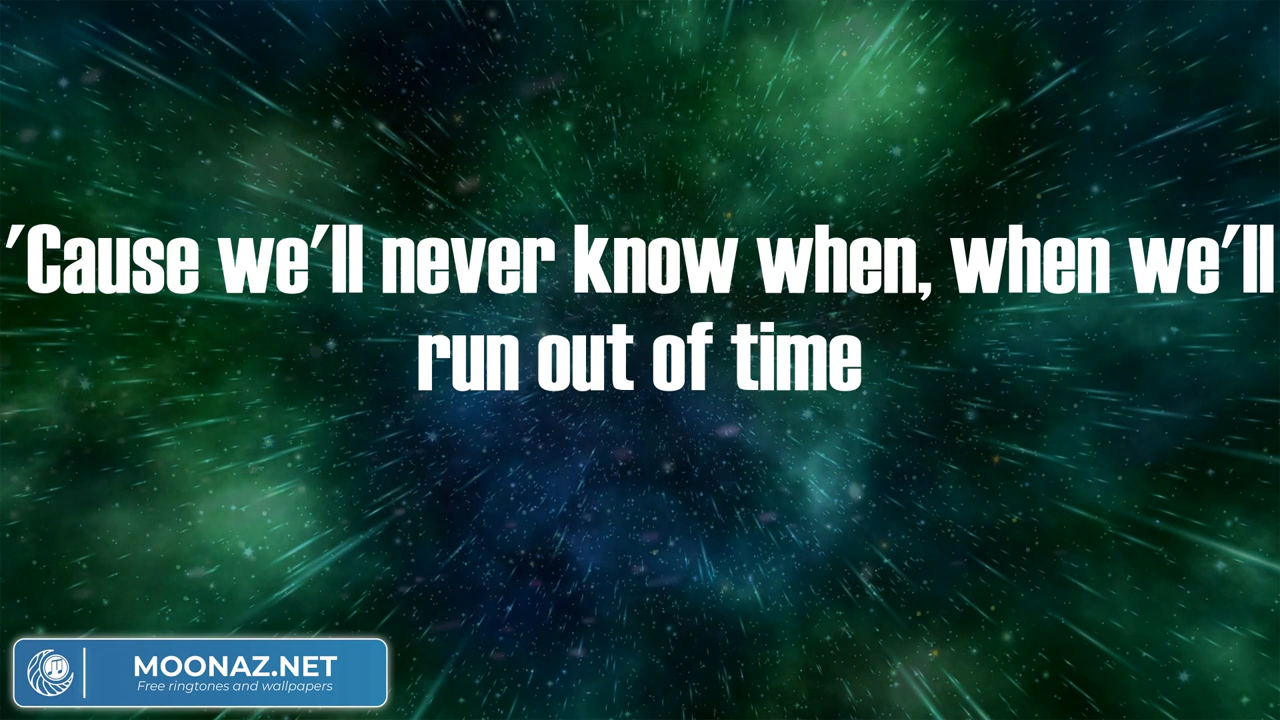 'Cause we'll never know when, when we'll
run out of time
MOONAZ.NET
Free ringtones and wallpapers